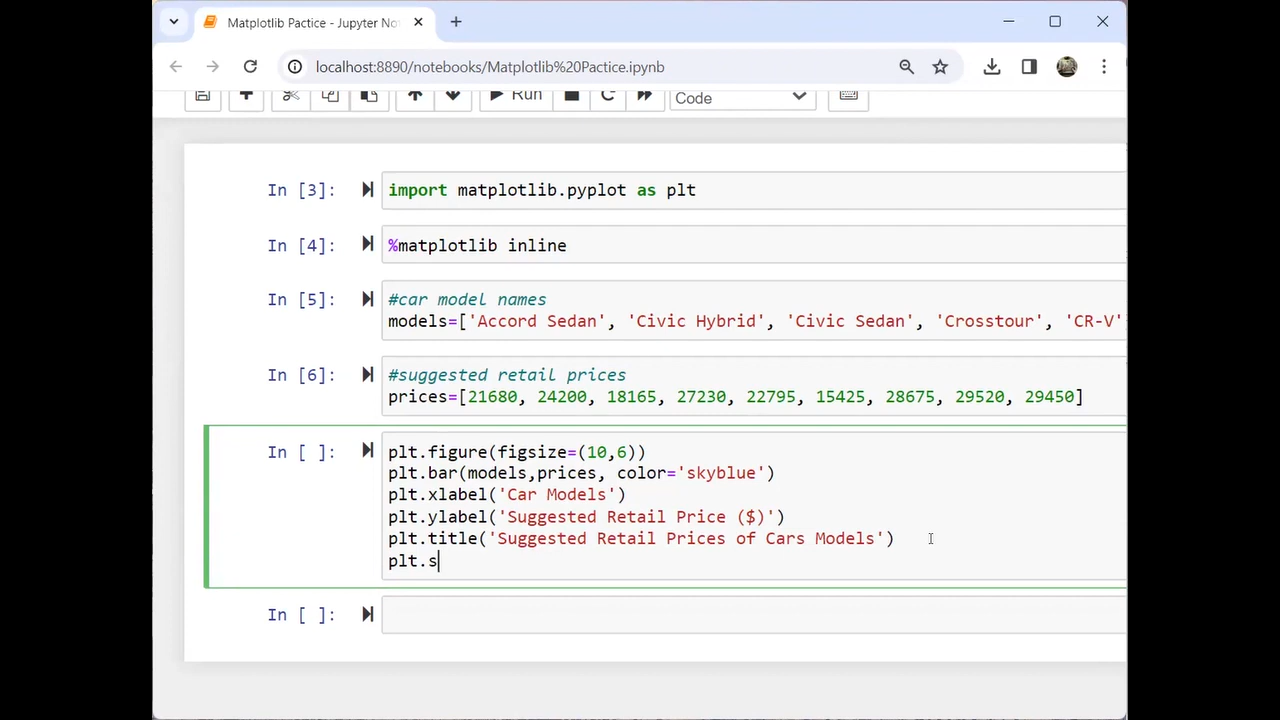 Matplotlib Pactice - Jupyter No
localhost:8890/notebooks/Matplotlib%20Pactice.ipynb
Run
Code
In [3]: import matplotlib.pyplot as plt
In [4]: %matplotlib inline
In [5]: #car model names
models=['Accord Sedan', 'Civic Hybrid', 'Civic Sedan', 'Crosstour', 'CR-V'
In [6]: #suggested retail prices
prices=[21680, 24200, 18165, 27230, 22795, 15425, 28675, 29520, 29450]
In [ ]: plt.figure(figsize=(10,6))
plt.bar(models,prices, color='skyblue')
plt.xlabel('Car Models')
plt.ylabel('Suggested Retail Price ($)')
plt.title('Suggested Retail Prices of Cars Models')
plt.s
In [ ]: